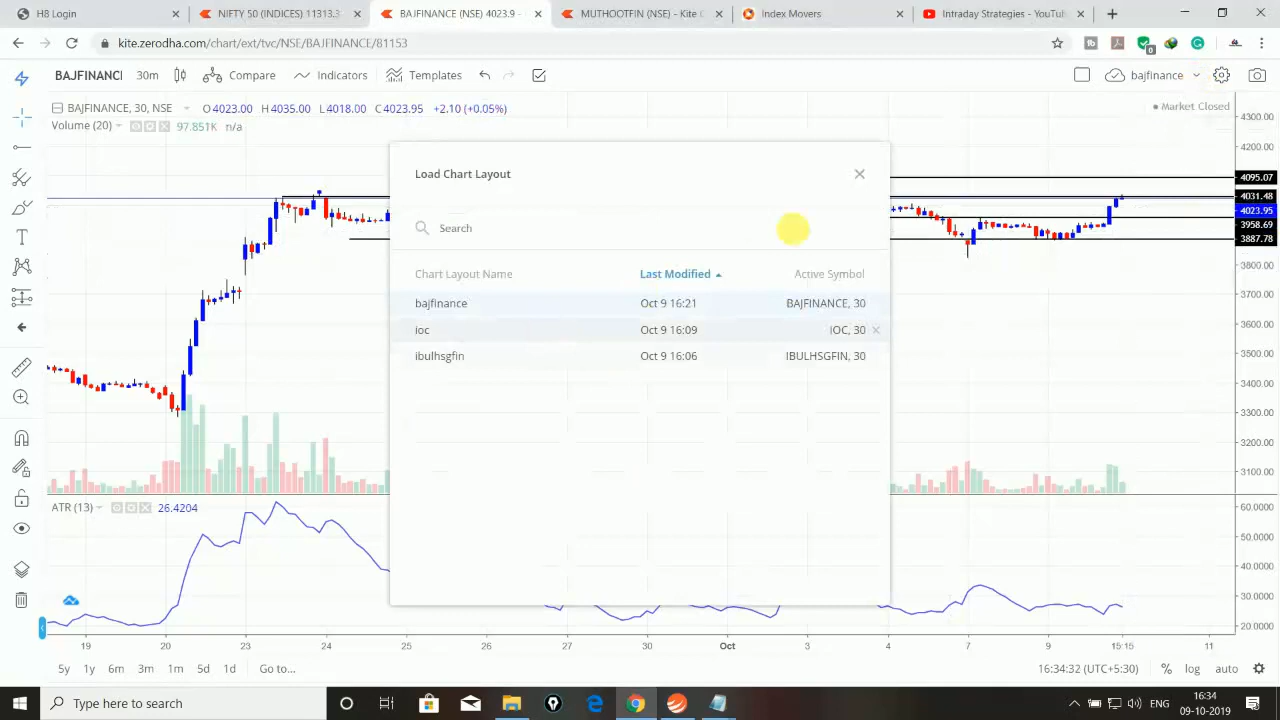 HB Login
NIFTY 50 (INDICES) 11313.3
BAJFINANCE (NSE) 4023.9 -
MUTHOOTFIN (NSE) - Kite
Index Movers
Intraday Strategies - YouTube
kite.zerodha.com/chart/ext/tvc/NSE/BAJFINANCE/81153
BAJFINANCI 30m Compare Indicators Templates bajfinance
BAJFINANCE, 30, NSE O4023.00 H4035.00 L4018.00 C4023.95 +2.10 (+0.05%)
Market Closed
Volume (20) 97.851K n/a
4300.00
4200.00
4095.07
4031.48
4023.95
3958.69
3887.78
3800.00
3700.00
3600.00
3500.00
3400.00
3300.00
3200.00
3100.00
Load Chart Layout
Search
Chart Layout Name Last Modified Active Symbol
bajfinance Oct 9 16:21 BAJFINANCE, 30
ioc Oct 9 16:09 IOC, 30
ibulhsgfin Oct 9 16:06 IBULHSGFIN, 30
ATR (13) 26.4204
60.0000
50.0000
40.0000
30.0000
20.0000
19 20 23 24 25 26 27 30 Oct 3 4 7 9 15:15 11
5y 1y 6m 3m 1m 5d 1d Go to... 16:34:32 (UTC+5:30) % log auto
Type here to search
ENG
16:34
09-10-2019